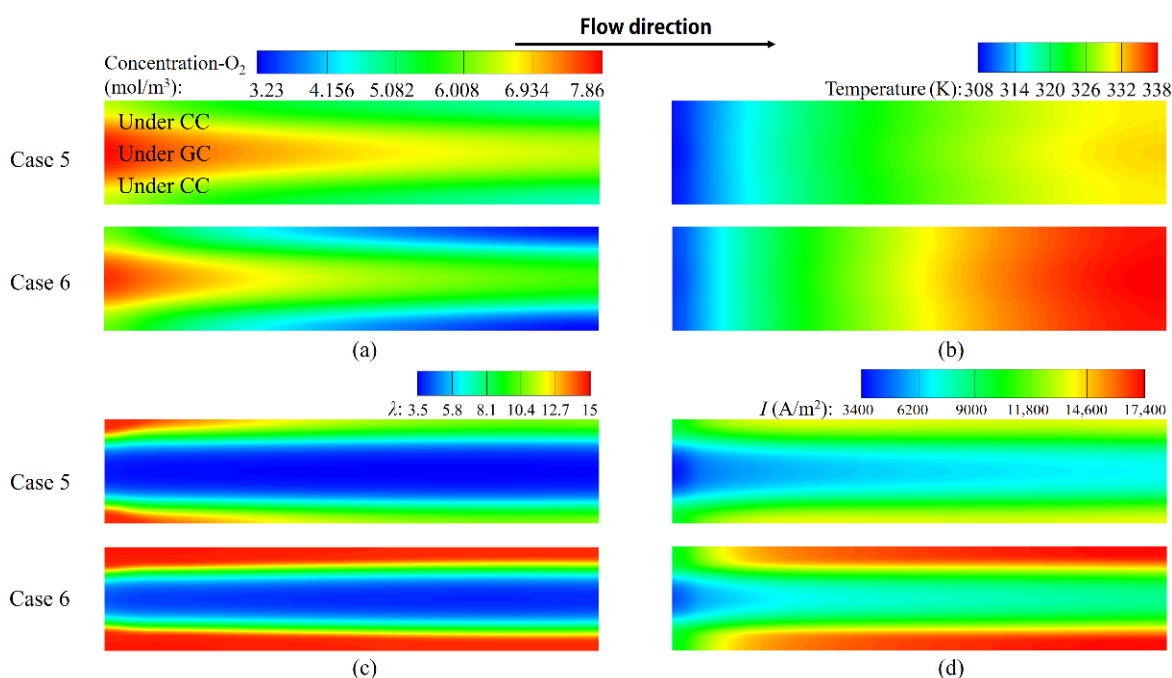 Flow direction
Concentration-O₂
(mol/m³):
3.23 4.156 5.082 6.008 6.934 7.86
Temperature (K): 308 314 320 326 332 338
Case 5
Under CC
Under GC
Under CC
Case 6
(a)
(b)
λ: 3.5 5.8 8.1 10.4 12.7 15
I (A/m²): 3400 6200 9000 11,800 14,600 17,400
Case 5
Case 6
(c)
(d)